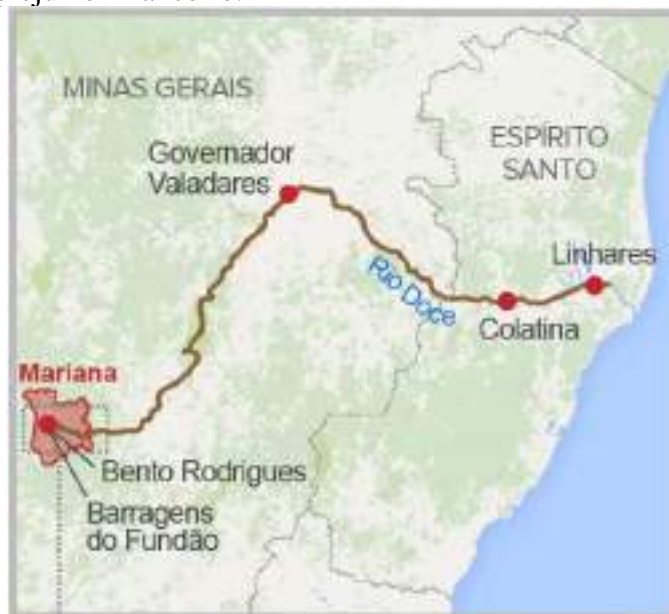 MINAS GERAIS
Governador
Valadares
ESPÍRITO
SANTO
Linhares
Rio Doce
Colatina
Mariana
Bento Rodrigues
Barragens
do Fundão